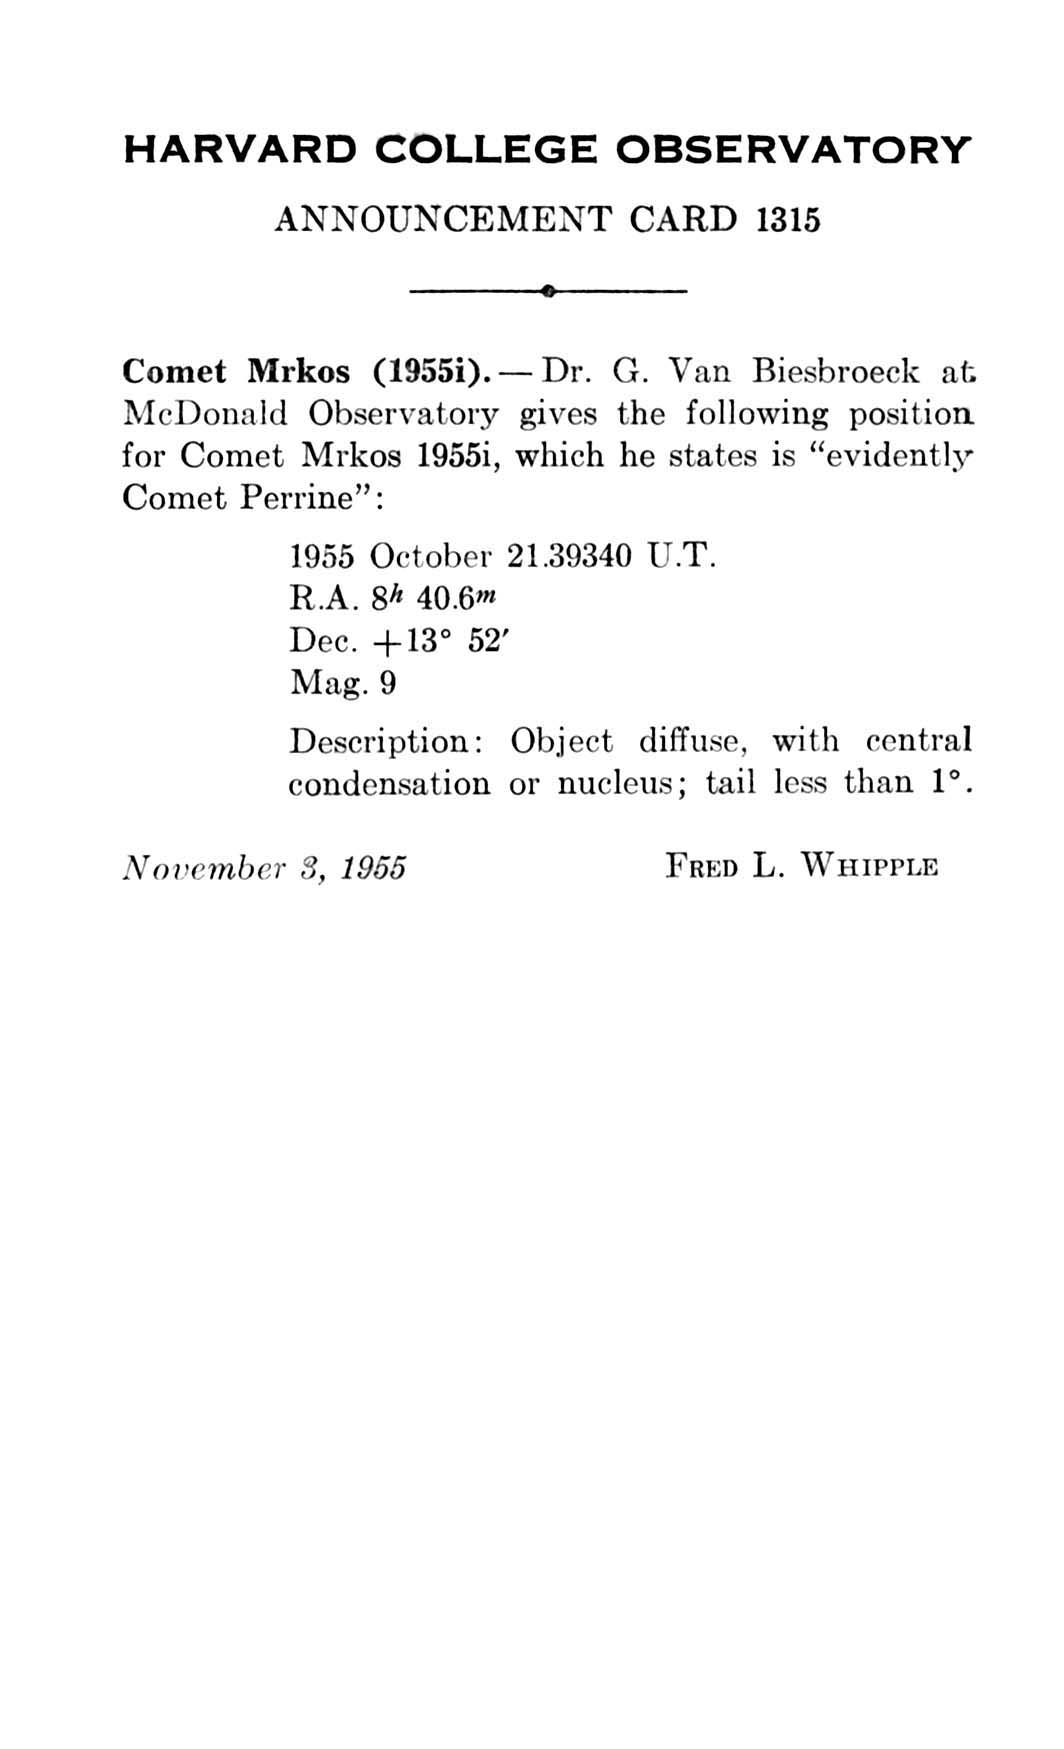 HARVARD COLLEGE OBSERVATORY
ANNOUNCEMENT CARD 1315
Comet Mrkos (1955i).— Dr. G. Van Biesbroeck at
McDonald Observatory gives the following position
for Comet Mrkos 1955i, which he states is “evidently
Comet Perrine”:
1955 October 21.39340 U.T.
R.A. 8h 40.6m
Dec. +13° 52′
Mag. 9
Description: Object diffuse, with central
condensation or nucleus; tail less than 1°.
November 3, 1955 FRED L. WHIPPLE